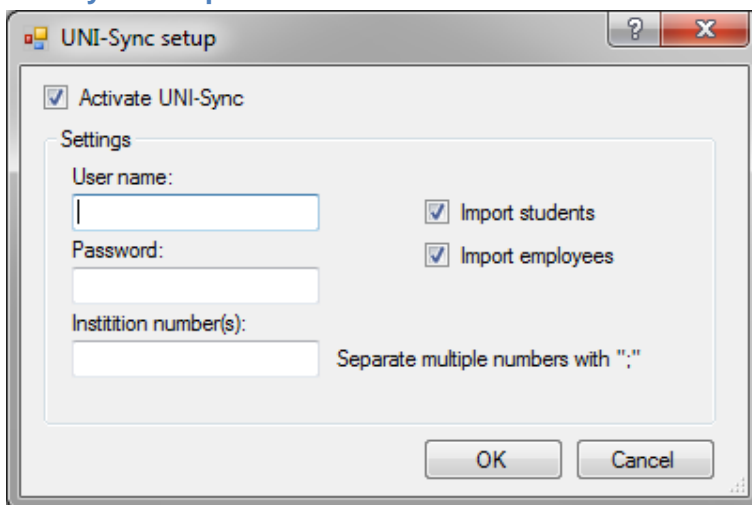 UNI-Sync setup
?
X
Activate UNI-Sync
Settings
User name:
Import students
Password:
Import employees
Institition number(s):
Separate multiple numbers with ";"
OK
Cancel